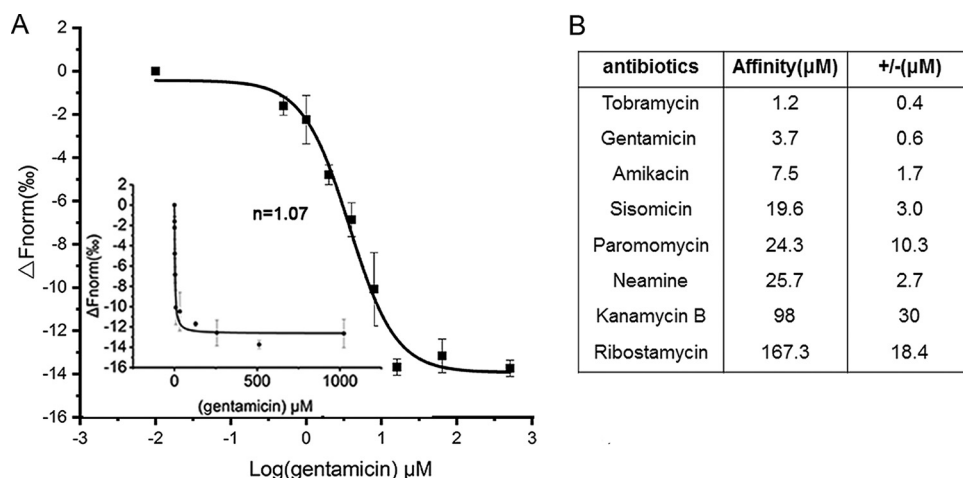 A
2
0
-2
-4
-6
-8
-10
-12
-14
-16
△Fnorm(‰)
-2
-1
0
1
2
3
Log(gentamicin) μM
2
0
-2
-4
-6
-8
-10
-12
-14
-16
ΔFnorm(‰)
n=1.07
0
500
1000
(gentamicin) μM
B
antibiotics Affinity(μM) +/-(μM)
Tobramycin 1.2 0.4
Gentamicin 3.7 0.6
Amikacin 7.5 1.7
Sisomicin 19.6 3.0
Paromomycin 24.3 10.3
Neamine 25.7 2.7
Kanamycin B 98 30
Ribostamycin 167.3 18.4